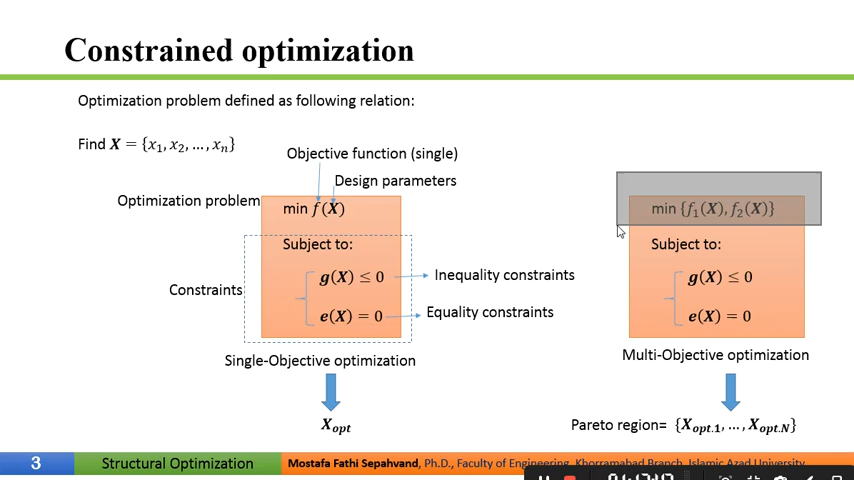 Constrained optimization
Optimization problem defined as following relation:
Find X = {x₁, x₂, ..., xₙ}
Objective function (single)
Design parameters
Optimization problem
min f(X)
Subject to:
Constraints
g(X) ≤ 0
Inequality constraints
e(X) = 0
Equality constraints
Single-Objective optimization
X_opt
min {f₁(X), f₂(X)}
Subject to:
g(X) ≤ 0
e(X) = 0
Multi-Objective optimization
Pareto region= {X_opt.1, ..., X_opt.N}
3
Structural Optimization
Mostafa Fathi Sepahvand, Ph.D., Faculty of Engineering, Khorramabad Branch, Islamic Azad University